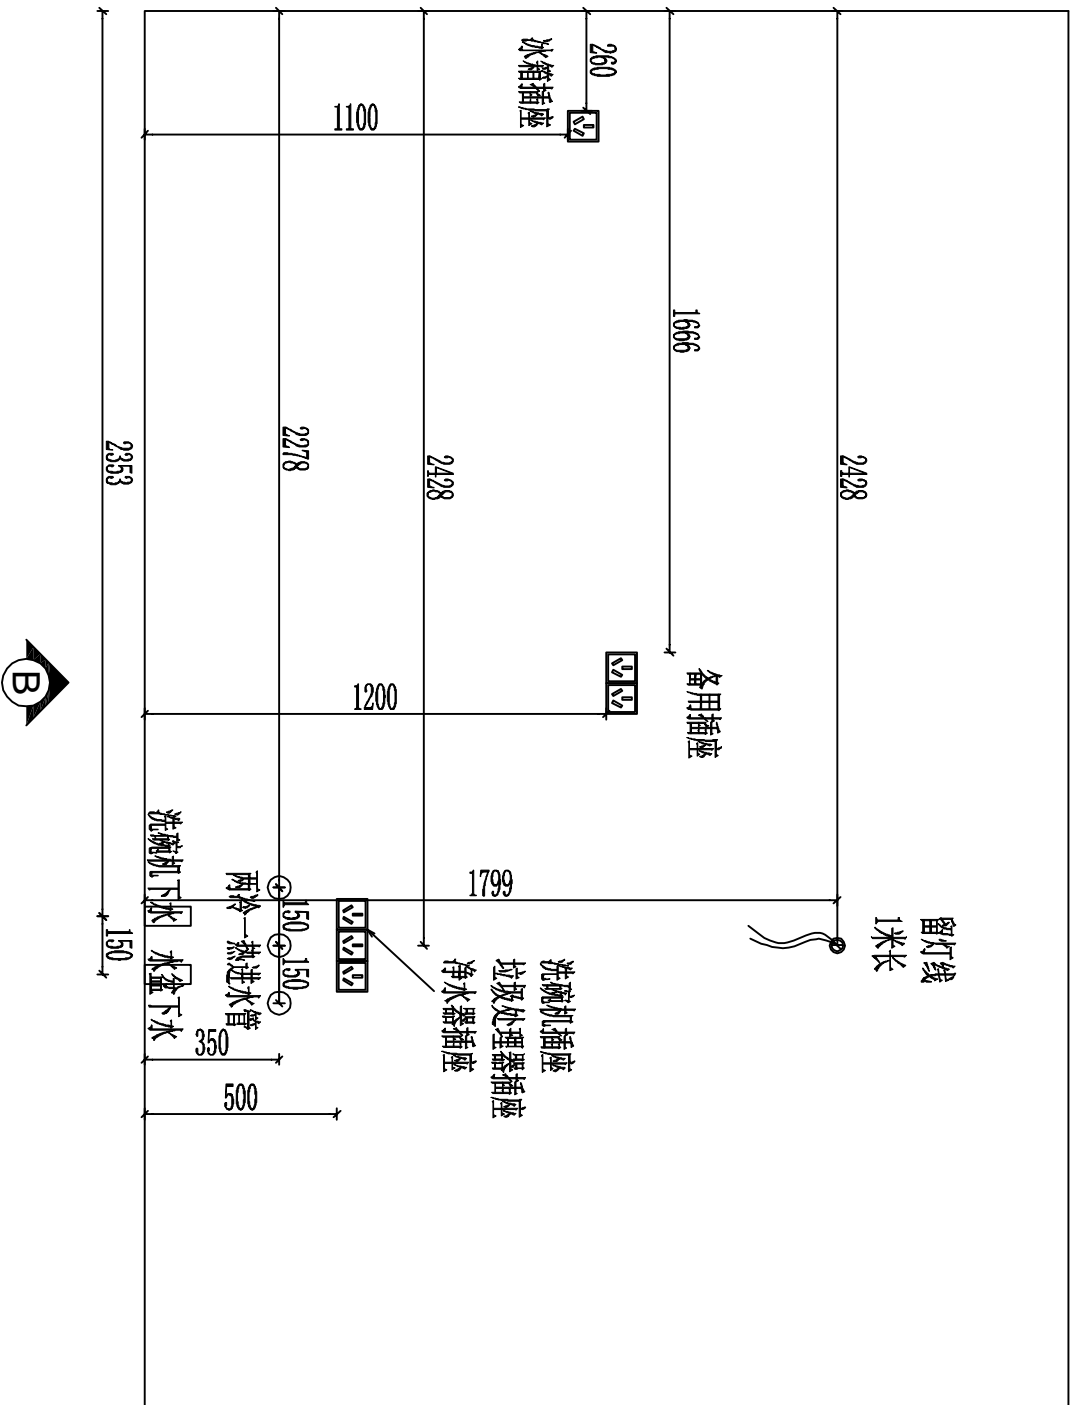 留灯线
1米长
2428
备用插座
1666
260
冰箱插座
1100
1200
1799
2428
洗碗机插座
垃圾处理器插座
净水器插座
2278
150
150
两冷一热进水管
350
500
洗碗机下水
水盆下水
2353
150
B